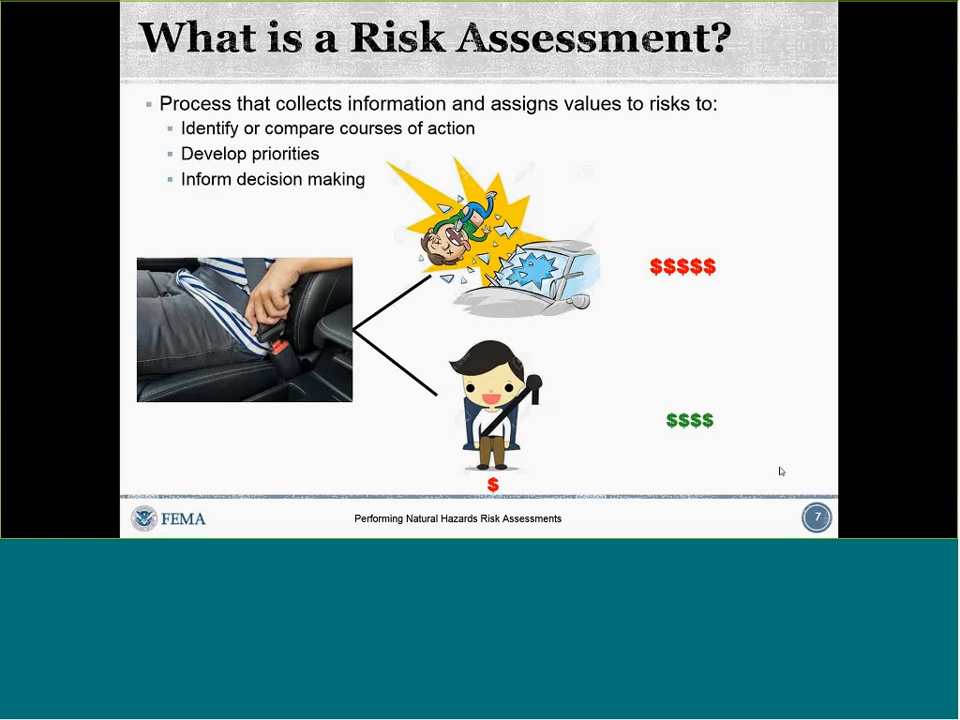 What is a Risk Assessment?
Process that collects information and assigns values to risks to:
Identify or compare courses of action
Develop priorities
Inform decision making
$$$$$
$$$$
$
FEMA
Performing Natural Hazards Risk Assessments
7